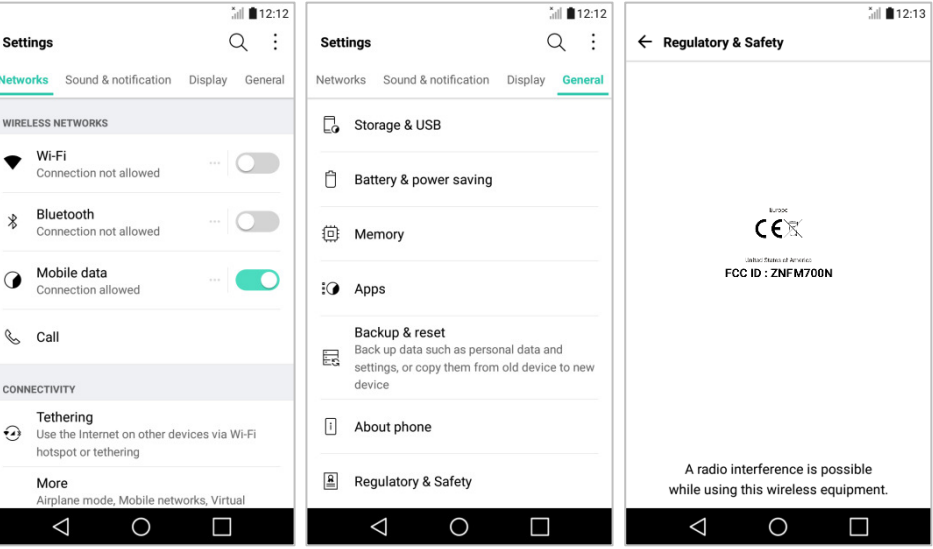 12:12
Settings
Networks Sound & notification Display General
WIRELESS NETWORKS
Wi-Fi
Connection not allowed
Bluetooth
Connection not allowed
Mobile data
Connection allowed
Call
CONNECTIVITY
Tethering
Use the Internet on other devices via Wi-Fi
hotspot or tethering
More
Airplane mode, Mobile networks, Virtual
12:12
Settings
Networks Sound & notification Display General
Storage & USB
Battery & power saving
Memory
Apps
Backup & reset
Back up data such as personal data and
settings, or copy them from old device to new
device
About phone
Regulatory & Safety
12:13
Regulatory & Safety
Europe
CE
United States of America
FCC ID : ZNFM700N
A radio interference is possible
while using this wireless equipment.